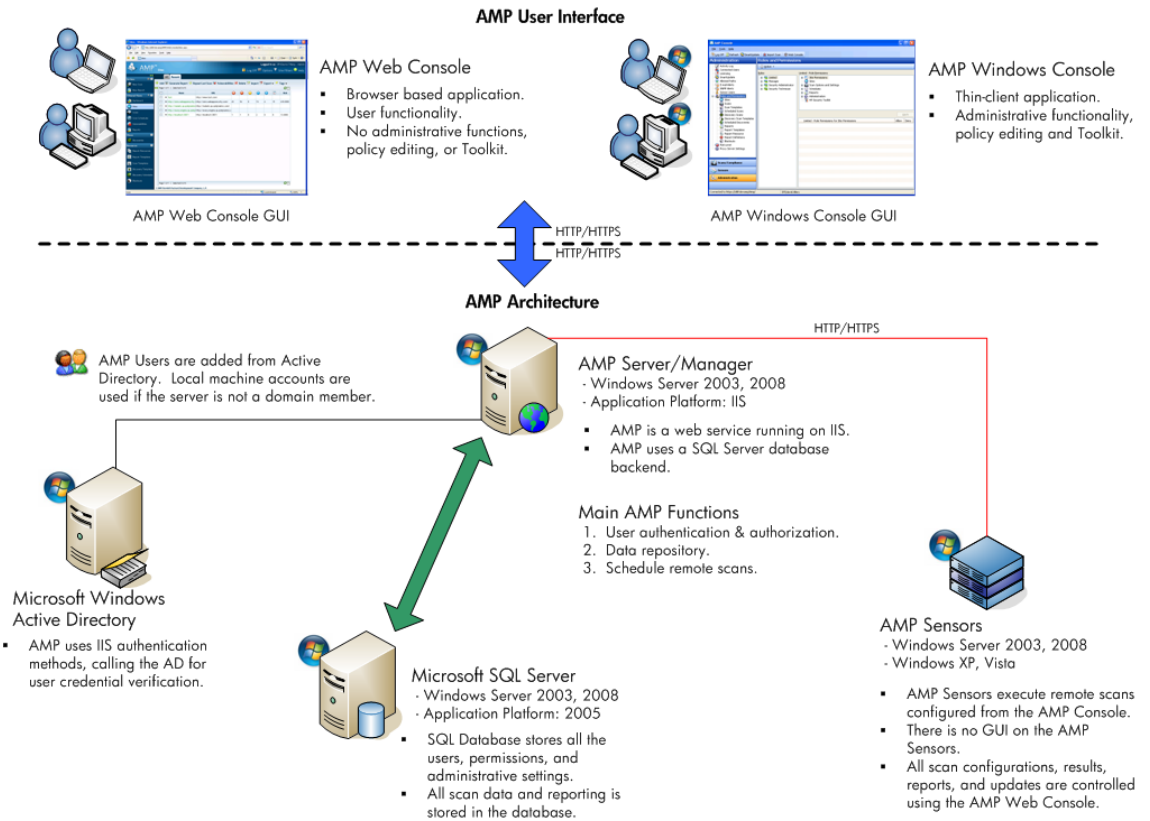 AMP User Interface
AMP Web Console
▪ Browser based application.
▪ User functionality.
▪ No administrative functions,
policy editing, or Toolkit.
AMP Web Console GUI
AMP Windows Console
▪ Thin-client application.
▪ Administrative functionality,
policy editing and Toolkit.
AMP Windows Console GUI
HTTP/HTTPS
HTTP/HTTPS
AMP Architecture
HTTP/HTTPS
AMP Users are added from Active
Directory. Local machine accounts are
used if the server is not a domain member.
AMP Server/Manager
- Windows Server 2003, 2008
- Application Platform: IIS
▪ AMP is a web service running on IIS.
▪ AMP uses a SQL Server database
backend.
Main AMP Functions
1. User authentication & authorization.
2. Data repository.
3. Schedule remote scans.
Microsoft Windows
Active Directory
▪ AMP uses IIS authentication
methods, calling the AD for
user credential verification.
Microsoft SQL Server
- Windows Server 2003, 2008
- Application Platform: 2005
▪ SQL Database stores all the
users, permissions, and
administrative settings.
▪ All scan data and reporting is
stored in the database.
AMP Sensors
- Windows Server 2003, 2008
- Windows XP, Vista
▪ AMP Sensors execute remote scans
configured from the AMP Console.
▪ There is no GUI on the AMP
Sensors.
▪ All scan configurations, results,
reports, and updates are controlled
using the AMP Web Console.